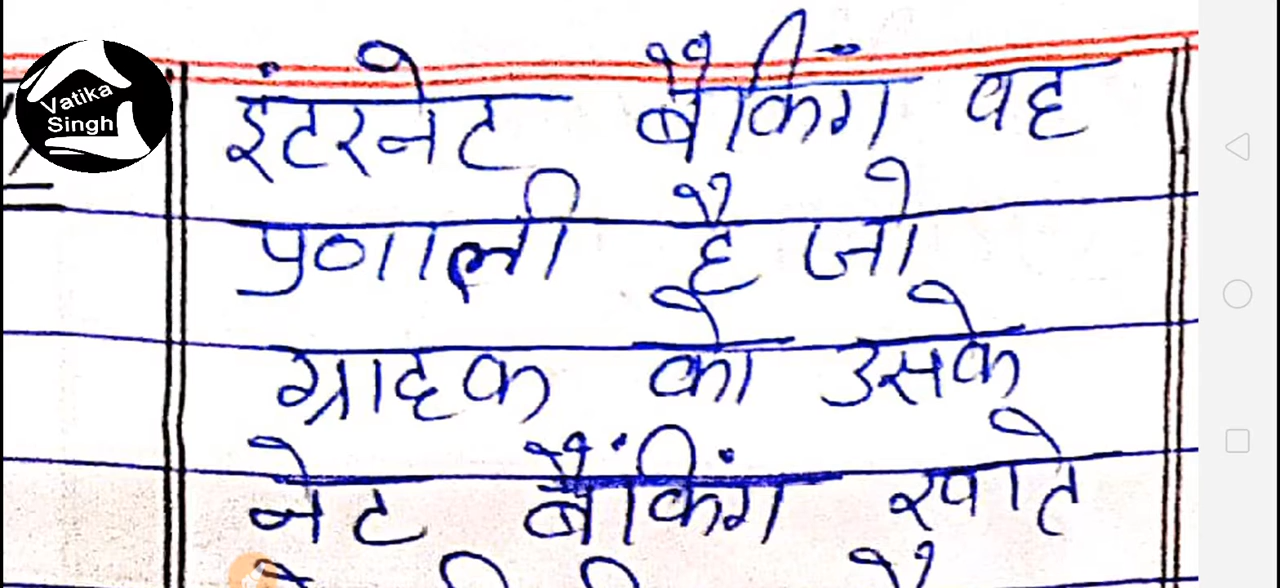 Vatika
Singh
इंटरनेट बैंकिंग वह
प्रणाली है जो
ग्राहक को उसके
नेट बैंकिंग खाते